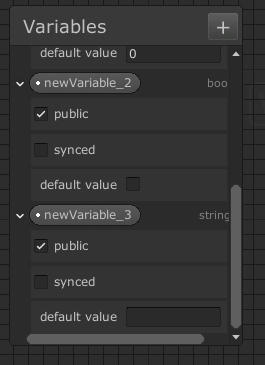 Variables +
default value 0
newVariable_2 boo
public
synced
default value
newVariable_3 string
public
synced
default value